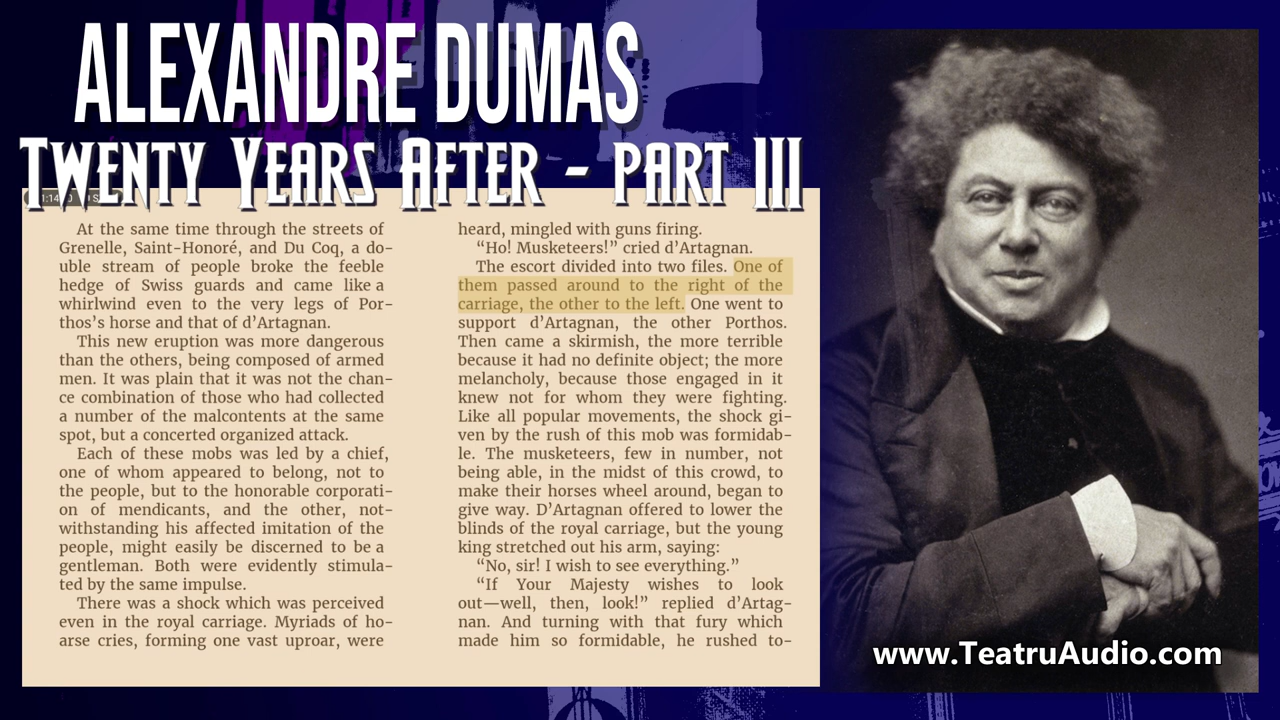 ALEXANDRE DUMAS
TWENTY YEARS AFTER - PART III
At the same time through the streets of
Grenelle, Saint-Honoré, and Du Coq, a do-
uble stream of people broke the feeble
hedge of Swiss guards and came like a
whirlwind even to the very legs of Por-
thos’s horse and that of d’Artagnan.
This new eruption was more dangerous
than the others, being composed of armed
men. It was plain that it was not the chan-
ce combination of those who had collected
a number of the malcontents at the same
spot, but a concerted organized attack.
Each of these mobs was led by a chief,
one of whom appeared to belong, not to
the people, but to the honorable corporati-
on of mendicants, and the other, not-
withstanding his affected imitation of the
people, might easily be discerned to be a
gentleman. Both were evidently stimula-
ted by the same impulse.
There was a shock which was perceived
even in the royal carriage. Myriads of ho-
arse cries, forming one vast uproar, were
heard, mingled with guns firing.
“Ho! Musketeers!” cried d’Artagnan.
The escort divided into two files. One of
them passed around to the right of the
carriage, the other to the left. One went to
support d’Artagnan, the other Porthos.
Then came a skirmish, the more terrible
because it had no definite object; the more
melancholy, because those engaged in it
knew not for whom they were fighting.
Like all popular movements, the shock gi-
ven by the rush of this mob was formidab-
le. The musketeers, few in number, not
being able, in the midst of this crowd, to
make their horses wheel around, began to
give way. D’Artagnan offered to lower the
blinds of the royal carriage, but the young
king stretched out his arm, saying:
“No, sir! I wish to see everything.”
“If Your Majesty wishes to look
out—well, then, look!” replied d’Artag-
nan. And turning with that fury which
made him so formidable, he rushed to-
www.TeatruAudio.com